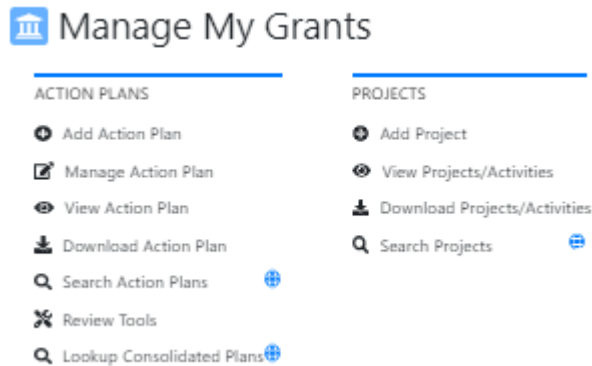 Manage My Grants
ACTION PLANS
Add Action Plan
Manage Action Plan
View Action Plan
Download Action Plan
Search Action Plans
Review Tools
Lookup Consolidated Plans
PROJECTS
Add Project
View Projects/Activities
Download Projects/Activities
Search Projects